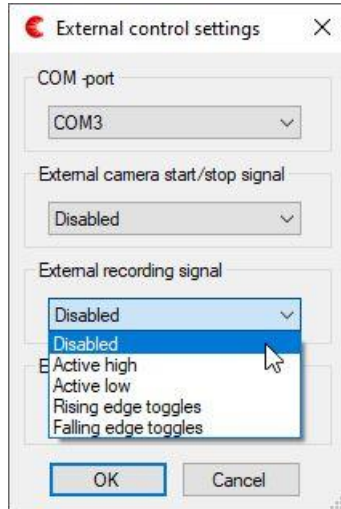 External control settings
COM -port
COM3
External camera start/stop signal
Disabled
External recording signal
Disabled
Disabled
E
Active high
Active low
Rising edge toggles
Falling edge toggles
OK
Cancel